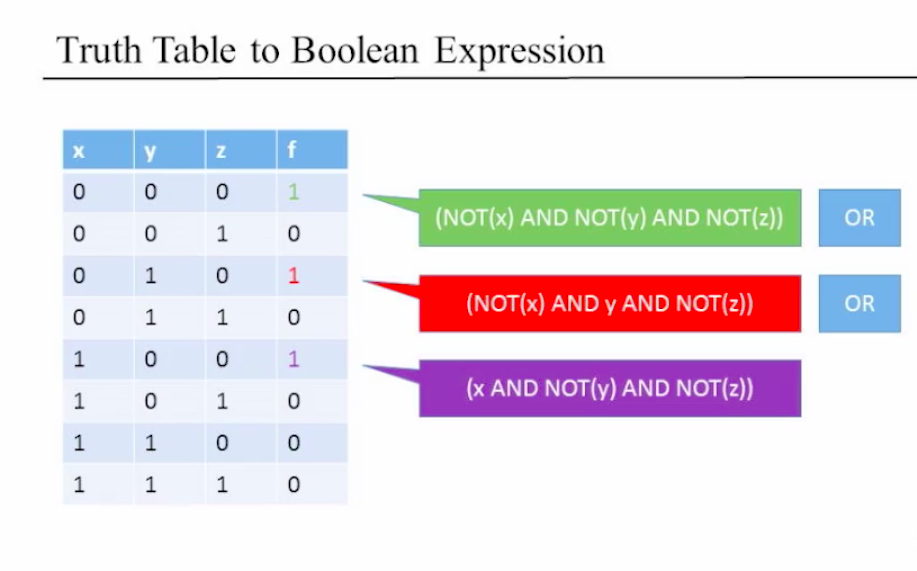 Truth Table to Boolean Expression
x y z f
0 0 0 1
(NOT(x) AND NOT(y) AND NOT(z)) OR
0 0 1 0
0 1 0 1
(NOT(x) AND y AND NOT(z)) OR
0 1 1 0
1 0 0 1
(x AND NOT(y) AND NOT(z))
1 0 1 0
1 1 0 0
1 1 1 0